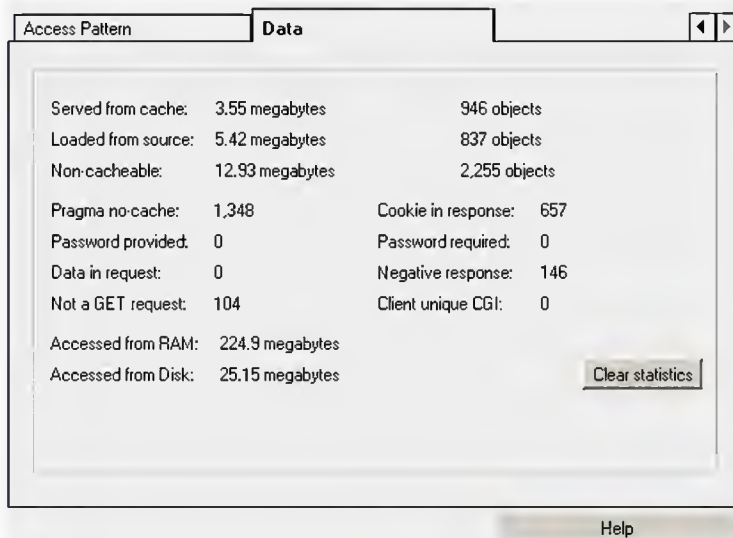 Access Pattern
Data
Served from cache: 3.55 megabytes 946 objects
Loaded from source: 5.42 megabytes 837 objects
Non-cacheable: 12.93 megabytes 2,255 objects
Pragma no-cache: 1,348 Cookie in response: 657
Password provided: 0 Password required: 0
Data in request: 0 Negative response: 146
Not a GET request: 104 Client unique CGI: 0
Accessed from RAM: 224.9 megabytes
Accessed from Disk: 25.15 megabytes
Clear statistics
Help